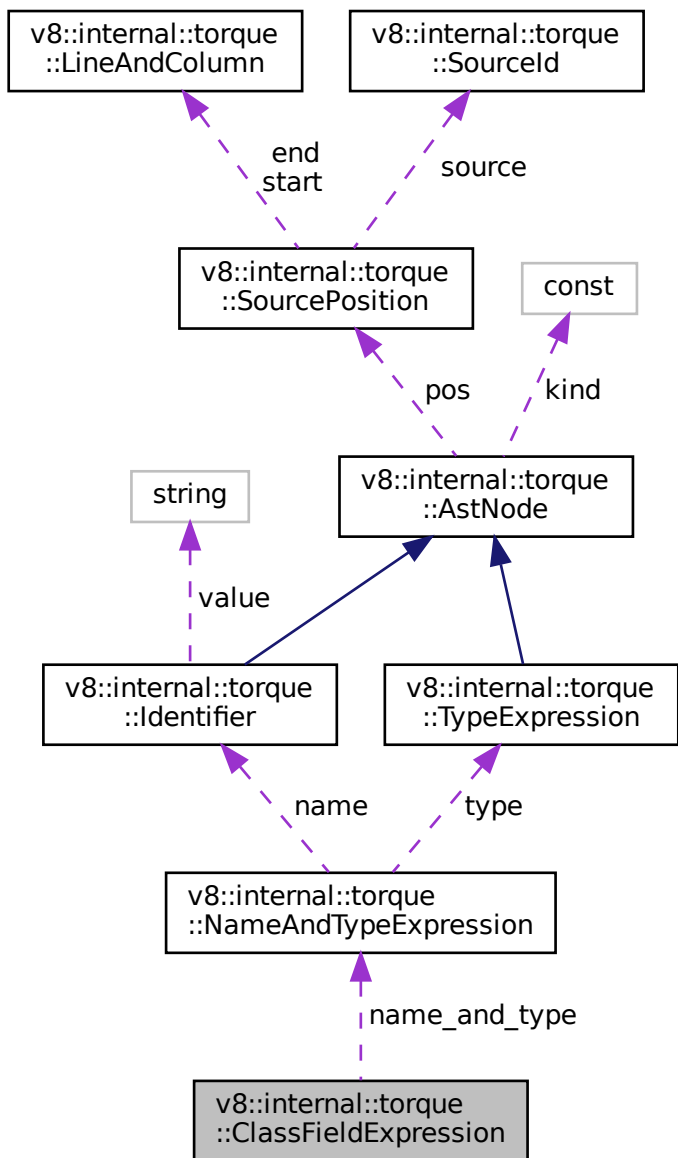 v8::internal::torque
::LineAndColumn
v8::internal::torque
::SourceId
end
start
source
v8::internal::torque
::SourcePosition
const
pos
kind
v8::internal::torque
::AstNode
string
value
v8::internal::torque
::Identifier
v8::internal::torque
::TypeExpression
name
type
v8::internal::torque
::NameAndTypeExpression
name_and_type
v8::internal::torque
::ClassFieldExpression